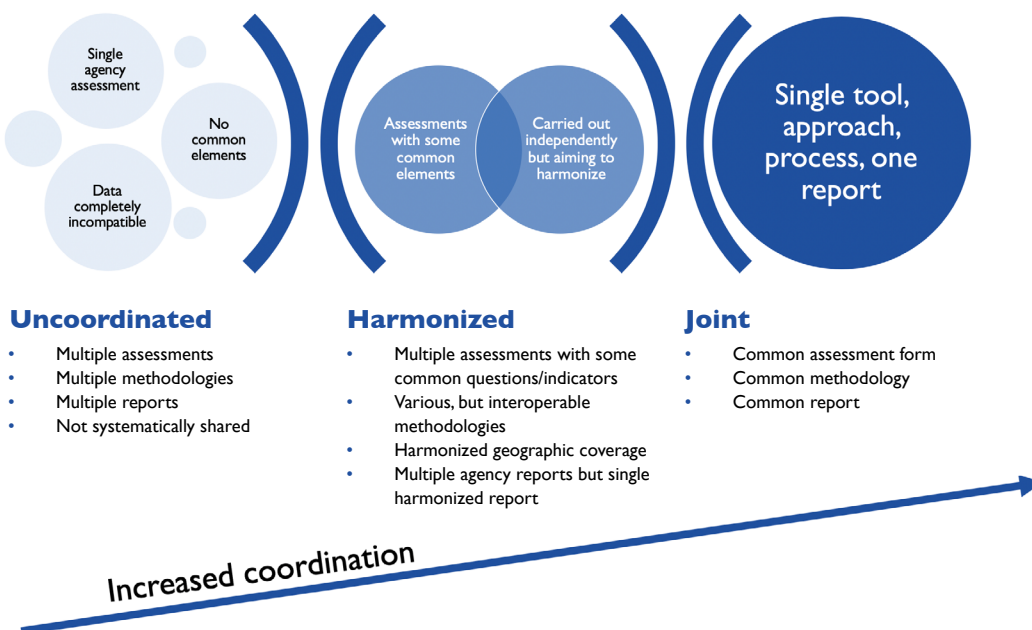 Single
agency
assessment
No
common
elements
Data
completely
incompatible
Assessments
with some
common
elements
Carried out
independently
but aiming to
harmonize
Single tool,
approach,
process, one
report
Uncoordinated
• Multiple assessments
• Multiple methodologies
• Multiple reports
• Not systematically shared
Harmonized
• Multiple assessments with some
common questions/indicators
• Various, but interoperable
methodologies
• Harmonized geographic coverage
• Multiple agency reports but single
harmonized report
Joint
• Common assessment form
• Common methodology
• Common report
Increased coordination